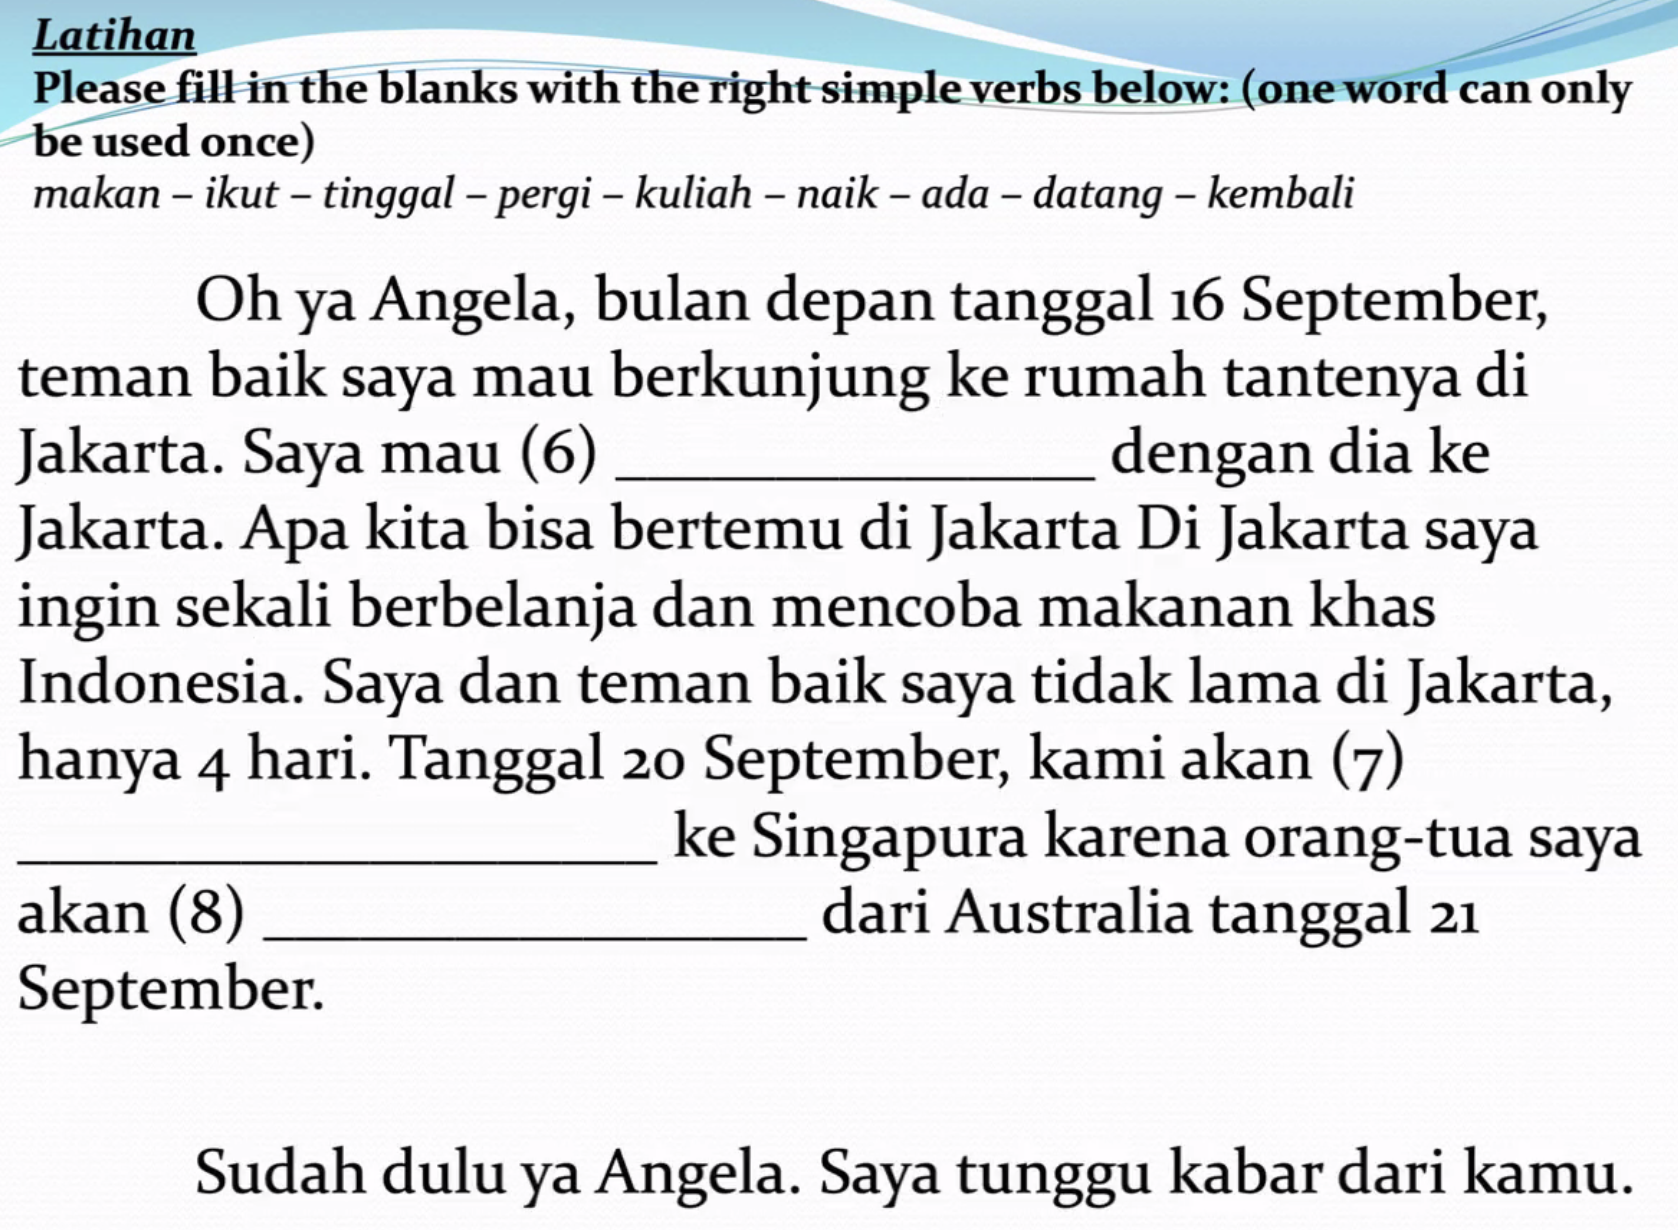 Latihan
Please fill in the blanks with the right simple verbs below: (one word can only
be used once)
makan – ikut – tinggal – pergi – kuliah – naik – ada – datang – kembali
Oh ya Angela, bulan depan tanggal 16 September,
teman baik saya mau berkunjung ke rumah tantenya di
Jakarta. Saya mau (6) _______________ dengan dia ke
Jakarta. Apa kita bisa bertemu di Jakarta Di Jakarta saya
ingin sekali berbelanja dan mencoba makanan khas
Indonesia. Saya dan teman baik saya tidak lama di Jakarta,
hanya 4 hari. Tanggal 20 September, kami akan (7)
____________________ ke Singapura karena orang-tua saya
akan (8) _________________ dari Australia tanggal 21
September.
Sudah dulu ya Angela. Saya tunggu kabar dari kamu.